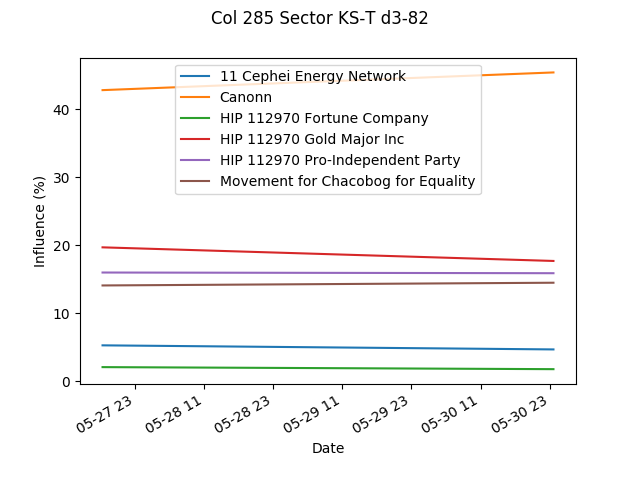 Col 285 Sector KS-T d3-82
11 Cephei Energy Network
Canonn
HIP 112970 Fortune Company
HIP 112970 Gold Major Inc
HIP 112970 Pro-Independent Party
Movement for Chacobog for Equality
Influence (%)
40
30
20
10
0
05-27 23
05-28 11
05-28 23
05-29 11
05-29 23
05-30 11
05-30 23
Date